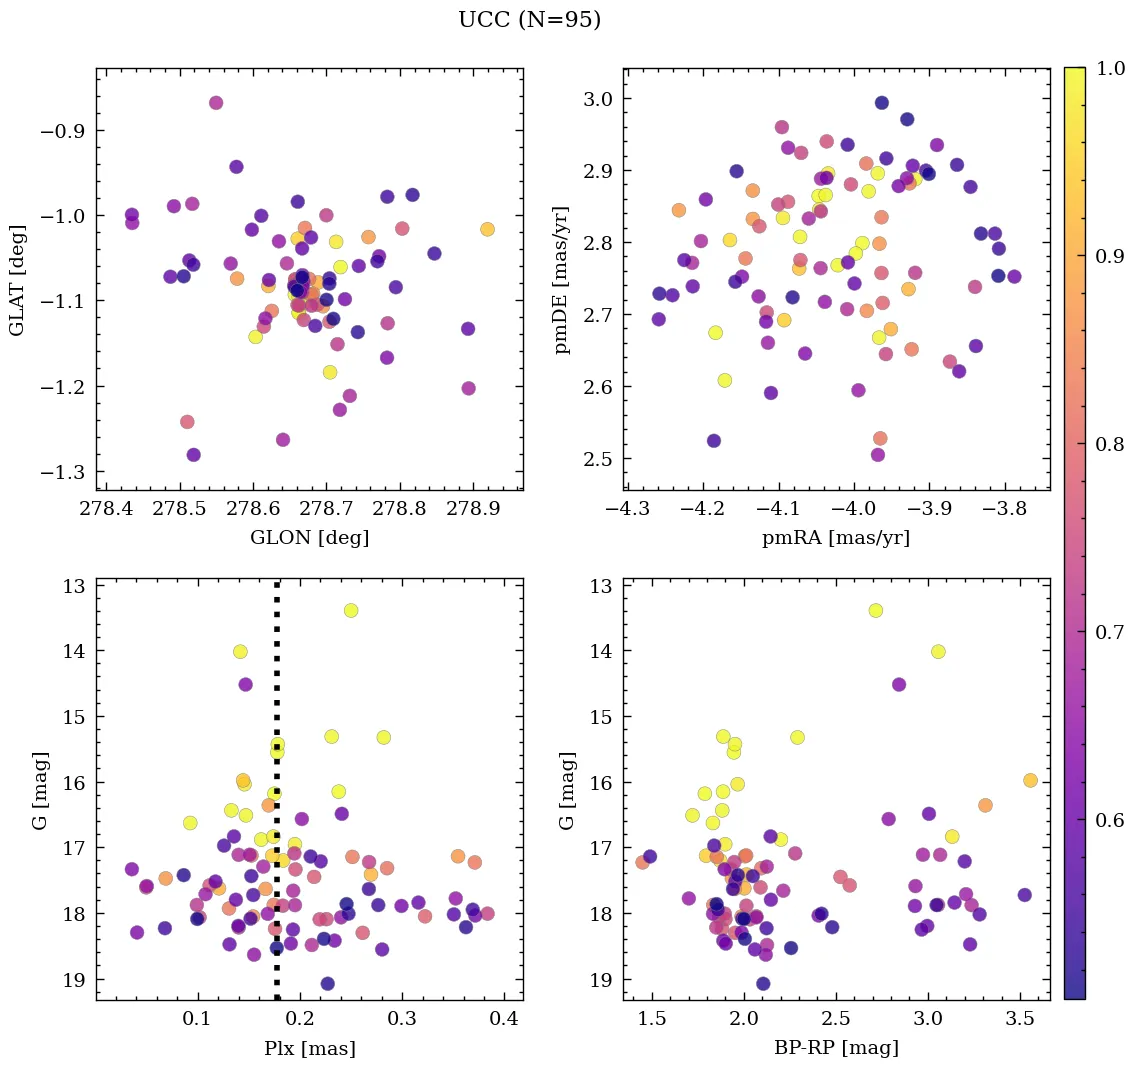 UCC (N=95)
−0.9
−1.0
−1.1
−1.2
−1.3
GLAT [deg]
278.4 278.5 278.6 278.7 278.8 278.9
GLON [deg]
3.0
2.9
2.8
2.7
2.6
2.5
pmDE [mas/yr]
−4.3 −4.2 −4.1 −4.0 −3.9 −3.8
pmRA [mas/yr]
13
14
15
16
17
18
19
G [mag]
0.1 0.2 0.3 0.4
Plx [mas]
13
14
15
16
17
18
19
G [mag]
1.5 2.0 2.5 3.0 3.5
BP-RP [mag]
1.0
0.9
0.8
0.7
0.6